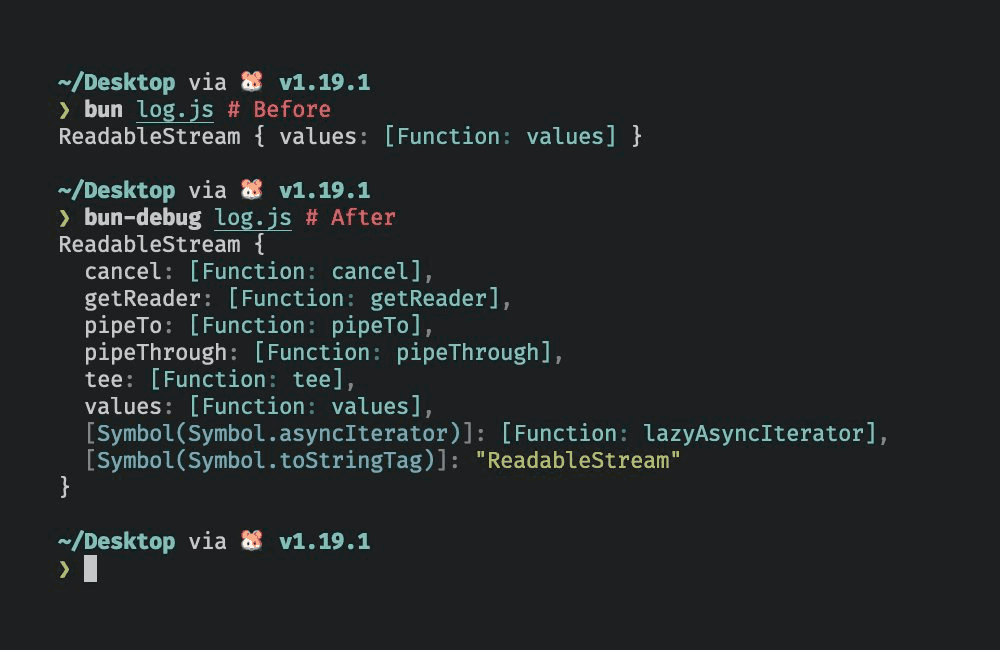 ~/Desktop via 🐹 v1.19.1
❯ bun log.js # Before
ReadableStream { values: [Function: values] }
~/Desktop via 🐹 v1.19.1
❯ bun-debug log.js # After
ReadableStream {
  cancel: [Function: cancel],
  getReader: [Function: getReader],
  pipeTo: [Function: pipeTo],
  pipeThrough: [Function: pipeThrough],
  tee: [Function: tee],
  values: [Function: values],
  [Symbol(Symbol.asyncIterator)]: [Function: lazyAsyncIterator],
  [Symbol(Symbol.toStringTag)]: "ReadableStream"
}
~/Desktop via 🐹 v1.19.1
❯